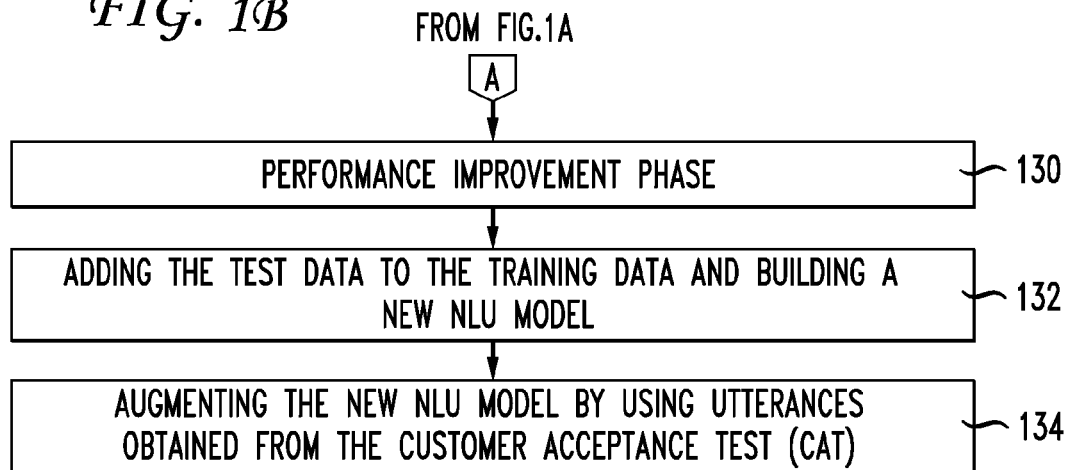 FIG. 1B
FROM FIG.1A
A
PERFORMANCE IMPROVEMENT PHASE
130
ADDING THE TEST DATA TO THE TRAINING DATA AND BUILDING A
NEW NLU MODEL
132
AUGMENTING THE NEW NLU MODEL BY USING UTTERANCES
OBTAINED FROM THE CUSTOMER ACCEPTANCE TEST (CAT)
134